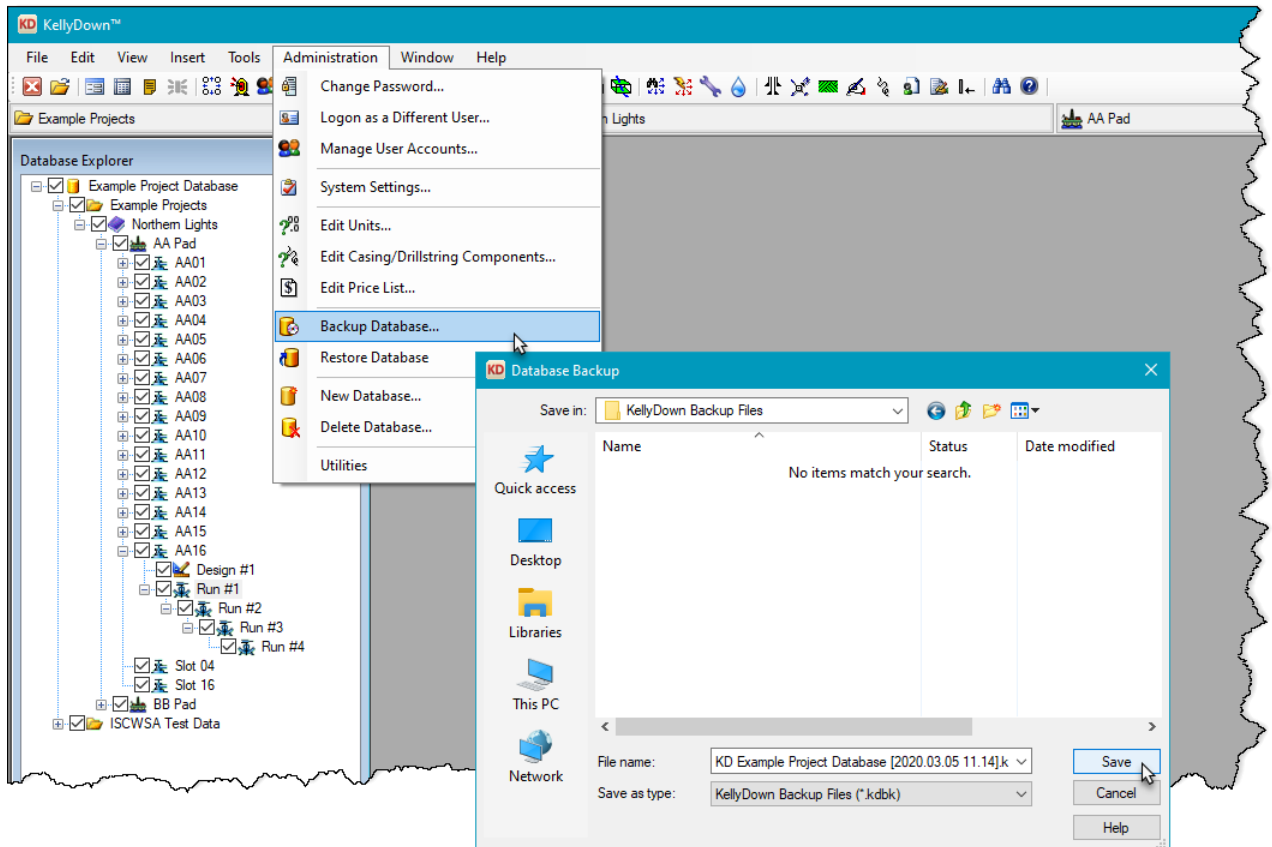 KD KellyDown™
File Edit View Insert Tools Administration Window Help
Example Projects
AA Pad
Database Explorer
Example Project Database
Example Projects
Northern Lights
AA Pad
AA01
AA02
AA03
AA04
AA05
AA06
AA07
AA08
AA09
AA10
AA11
AA12
AA13
AA14
AA15
AA16
Design #1
Run #1
Run #2
Run #3
Run #4
Slot 04
Slot 16
BB Pad
ISCWSA Test Data
Change Password...
Logon as a Different User...
Manage User Accounts...
System Settings...
Edit Units...
Edit Casing/Drillstring Components...
Edit Price List...
Backup Database...
Restore Database
New Database...
Delete Database...
Utilities
n Lights
KD Database Backup
Save in: KellyDown Backup Files
Name Status Date modified
No items match your search.
Quick access
Desktop
Libraries
This PC
Network
File name: KD Example Project Database [2020.03.05 11.14].k
Save
Save as type: KellyDown Backup Files (*.kdbk)
Cancel
Help